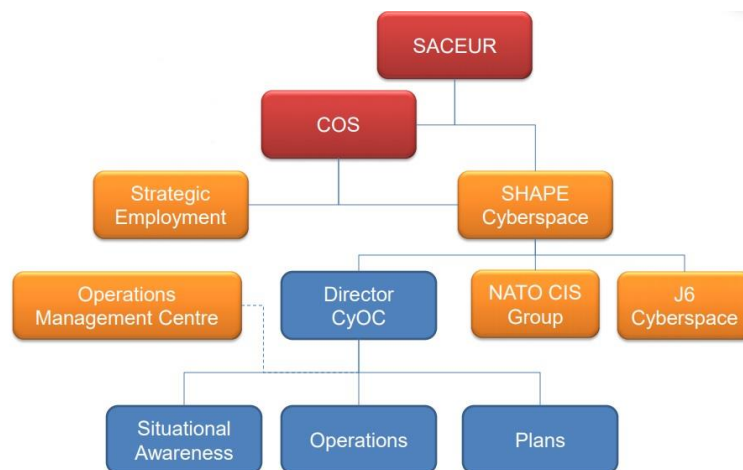 SACEUR
COS
Strategic
Employment
SHAPE
Cyberspace
Operations
Management Centre
Director
CyOC
NATO CIS
Group
J6
Cyberspace
Situational
Awareness
Operations
Plans